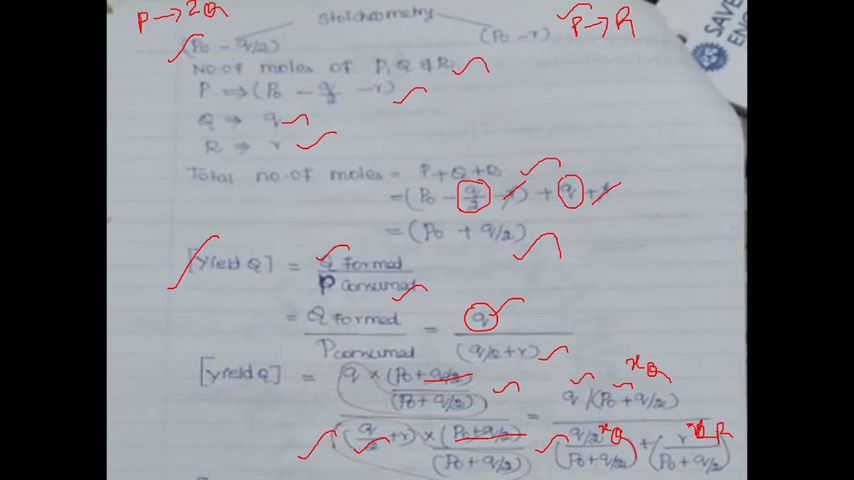 P → 2Q
Stoicheometry
P → R
(P0 - q/2)
(P0 - r)
No. of moles of P, Q & R
P ⇒ (P0 - q/2 - r)
Q ⇒ q
R ⇒ r
Total no. of moles = P + Q + R
= (P0 - q/2 - r) + q + r
= (P0 + q/2)
[Yield Q] = Q formed / P consumed
= Q formed / P consumed = q / (q/2 + r)
[Yield Q] = q × (P0 + q/2) / (P0 + q/2) / (q/2 + r) × (P0 + q/2) / (P0 + q/2) = q / (P0 + q/2) xQ / q/2 / (P0 + q/2) xQ + (r / P0 + q/2) R
SAVE